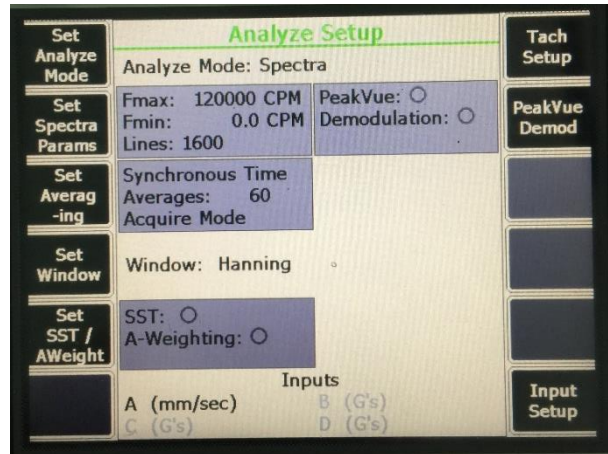 Analyze Setup
Set
Analyze
Mode
Analyze Mode: Spectra
Tach
Setup
Set
Spectra
Params
Fmax: 120000 CPM
Fmin: 0.0 CPM
Lines: 1600
PeakVue:
Demodulation:
PeakVue
Demod
Set
Averag
-ing
Synchronous Time
Averages: 60
Acquire Mode
Set
Window
Window: Hanning
Set
SST /
AWeight
SST:
A-Weighting:
Inputs
A (mm/sec) B (G's)
C (G's) D (G's)
Input
Setup